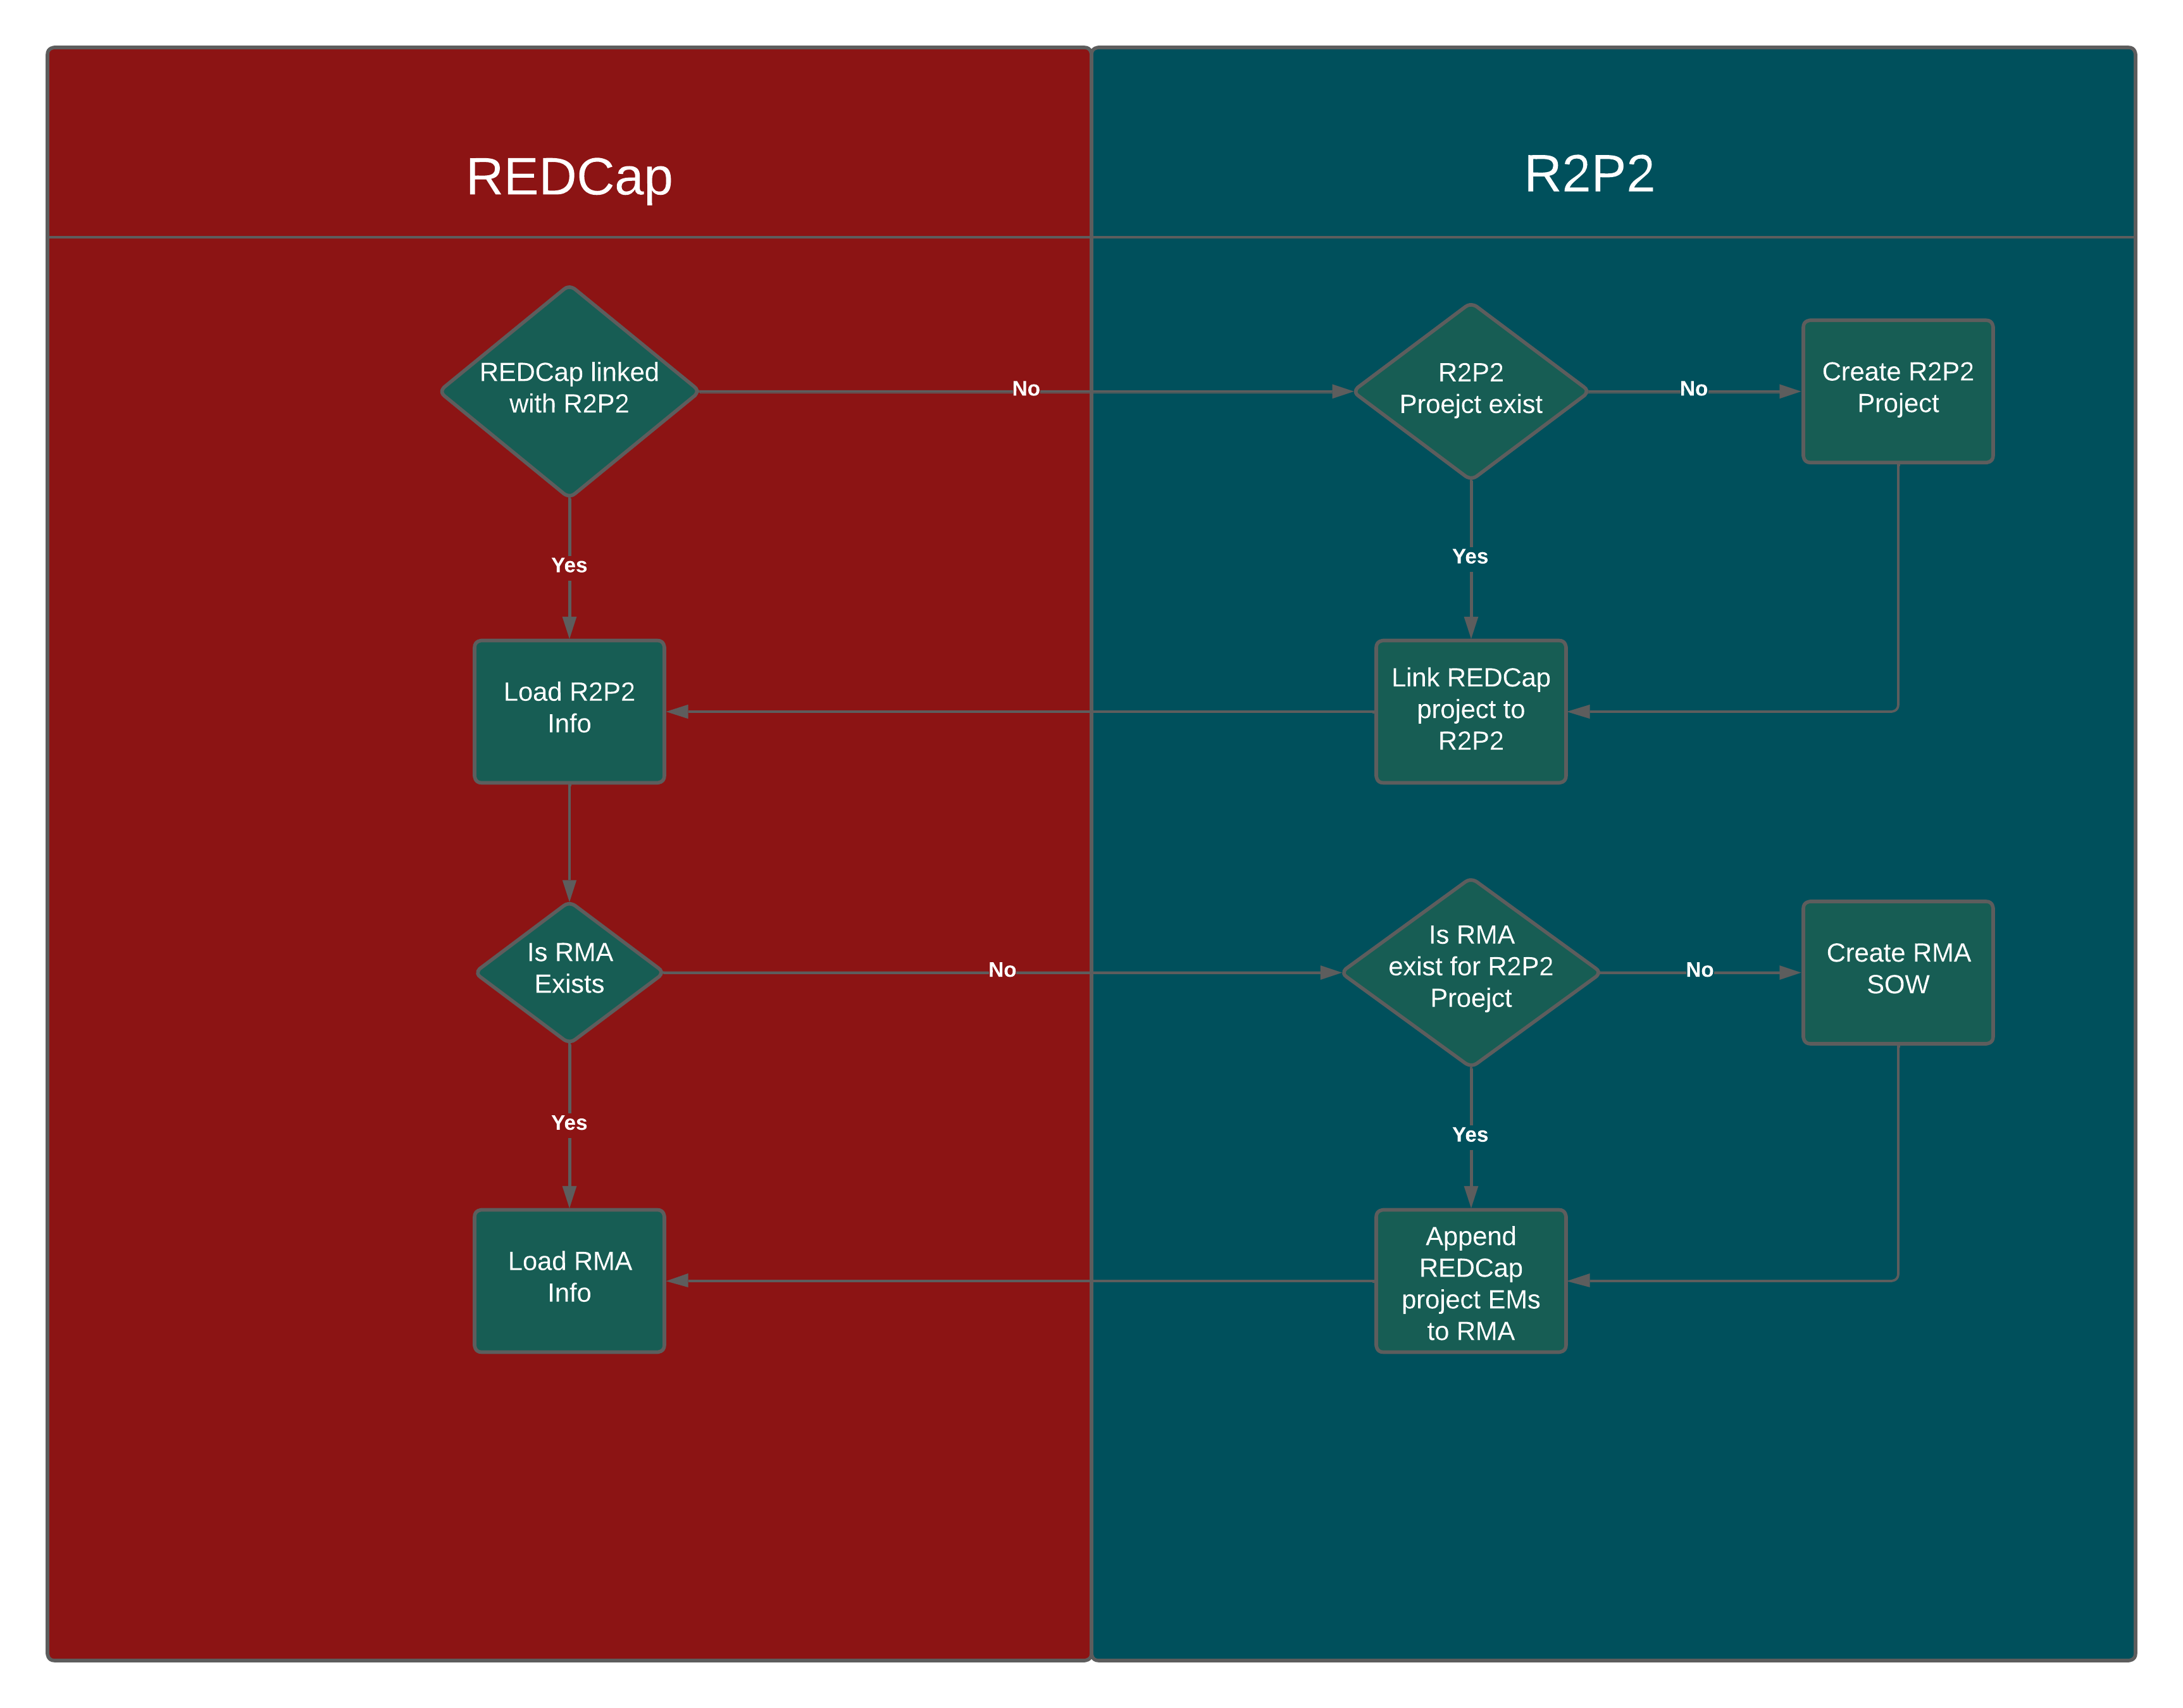 REDCap
R2P2
REDCap linked
with R2P2
No
R2P2
Proejct exist
No
Create R2P2
Project
Yes
Yes
Load R2P2
Info
Link REDCap
project to
R2P2
Is RMA
Exists
No
Is RMA
exist for R2P2
Proejct
No
Create RMA
SOW
Yes
Yes
Load RMA
Info
Append
REDCap
project EMs
to RMA